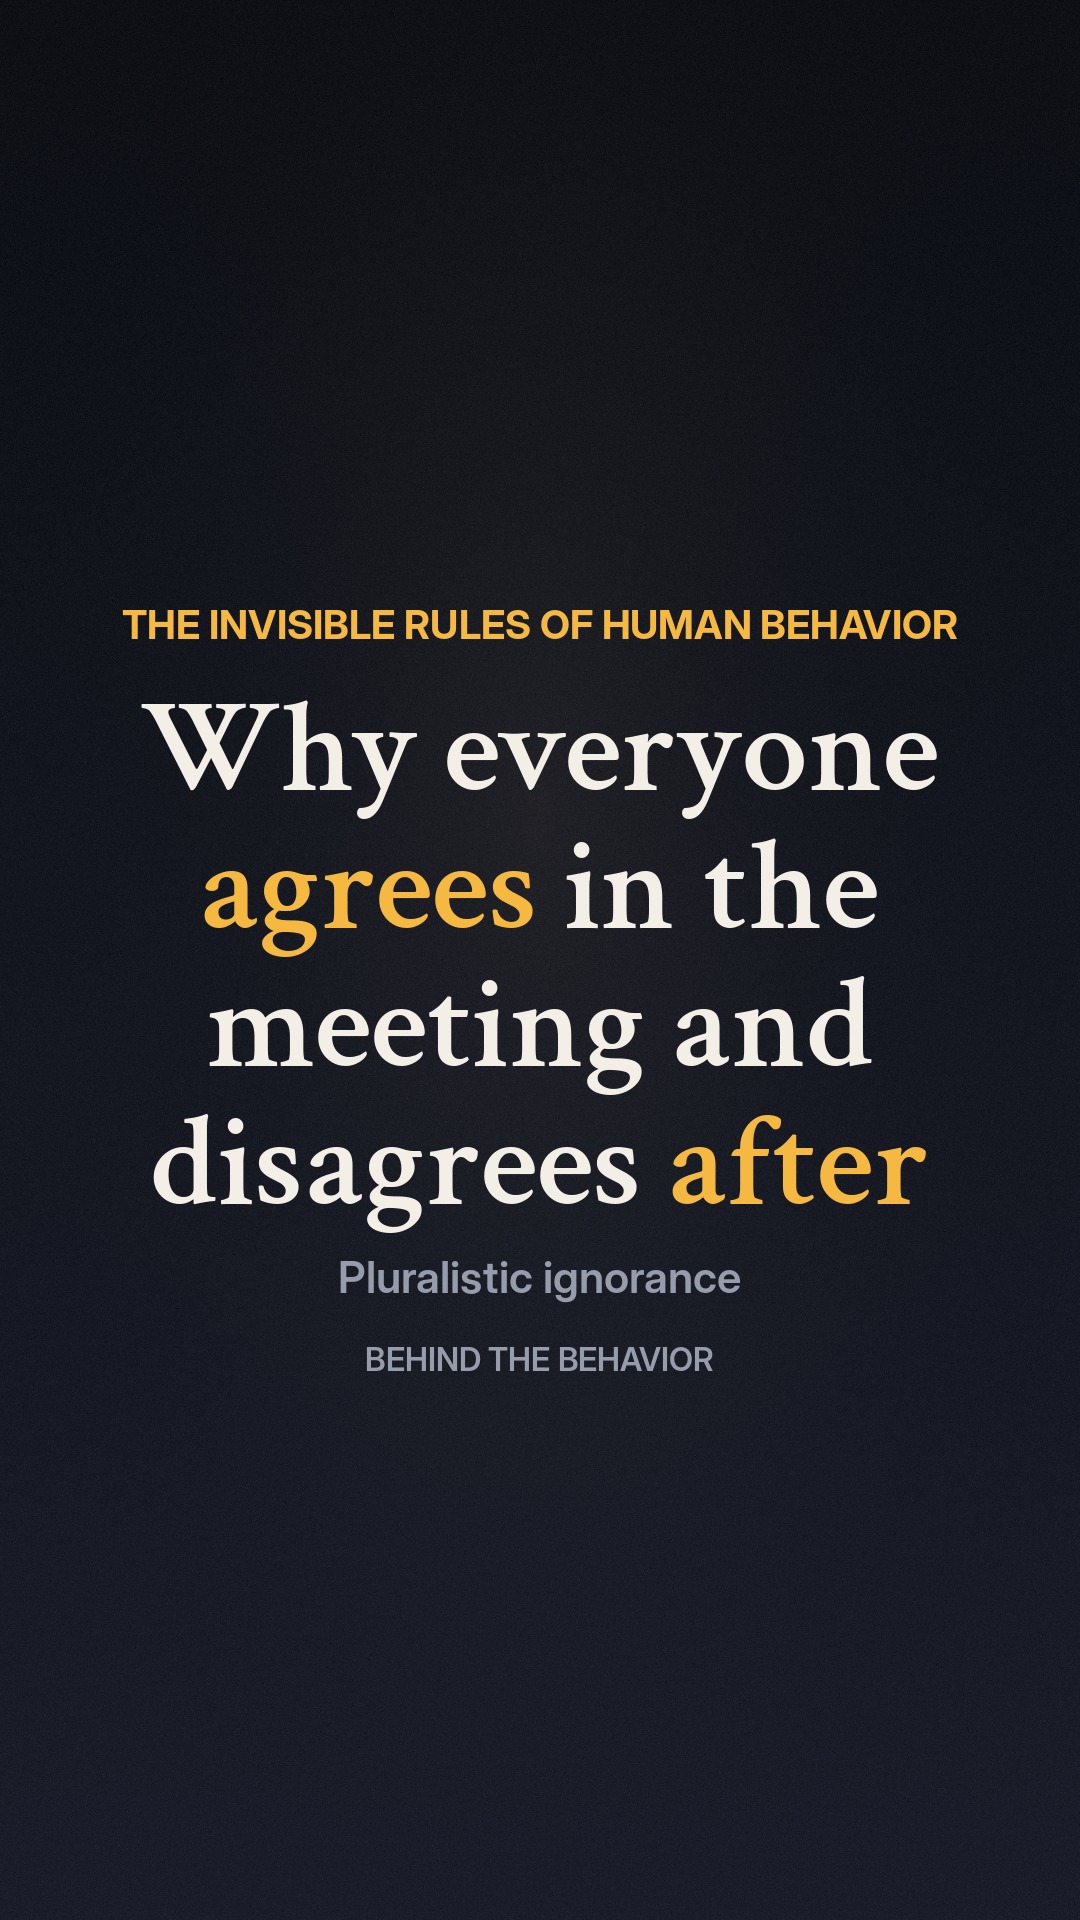 THE INVISIBLE RULES OF HUMAN BEHAVIOR
Why everyone
agrees in the
meeting and
disagrees after
Pluralistic ignorance
BEHIND THE BEHAVIOR